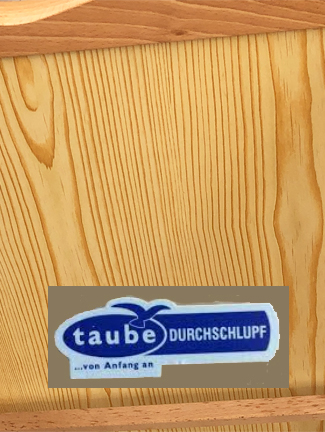 taube DURCHSCHLUPF
...von Anfang an